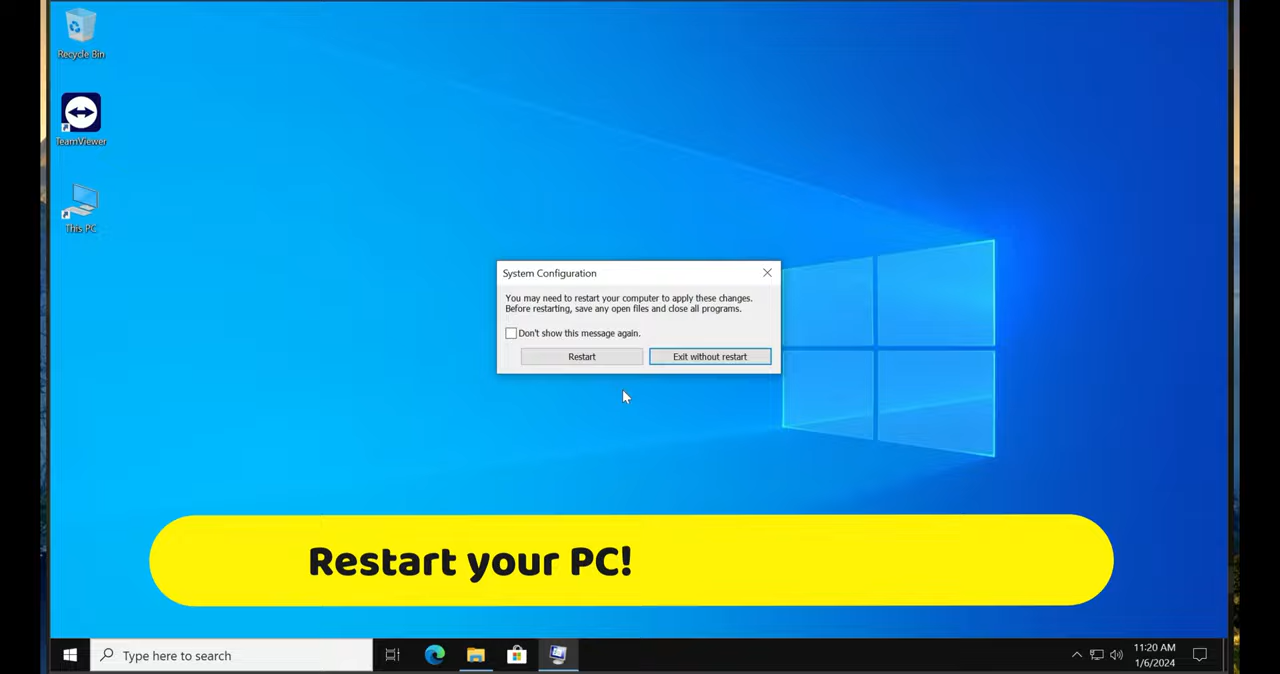 Recycle Bin
TeamViewer
This PC
System Configuration
You may need to restart your computer to apply these changes.
Before restarting, save any open files and close all programs.
Don't show this message again.
Restart
Exit without restart
Restart your PC!
Type here to search
11:20 AM
1/6/2024